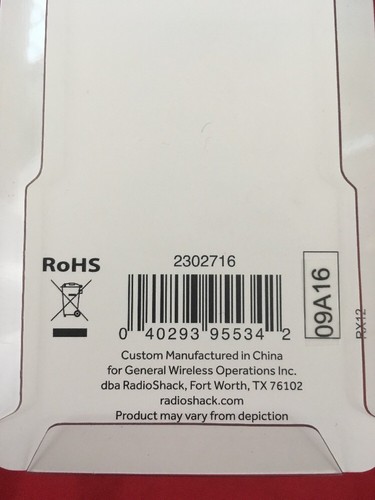 RoHS
2302716
0 40293 95534 2
09A16
RX12
Custom Manufactured in China
for General Wireless Operations Inc.
dba RadioShack, Fort Worth, TX 76102
radioshack.com
Product may vary from depiction